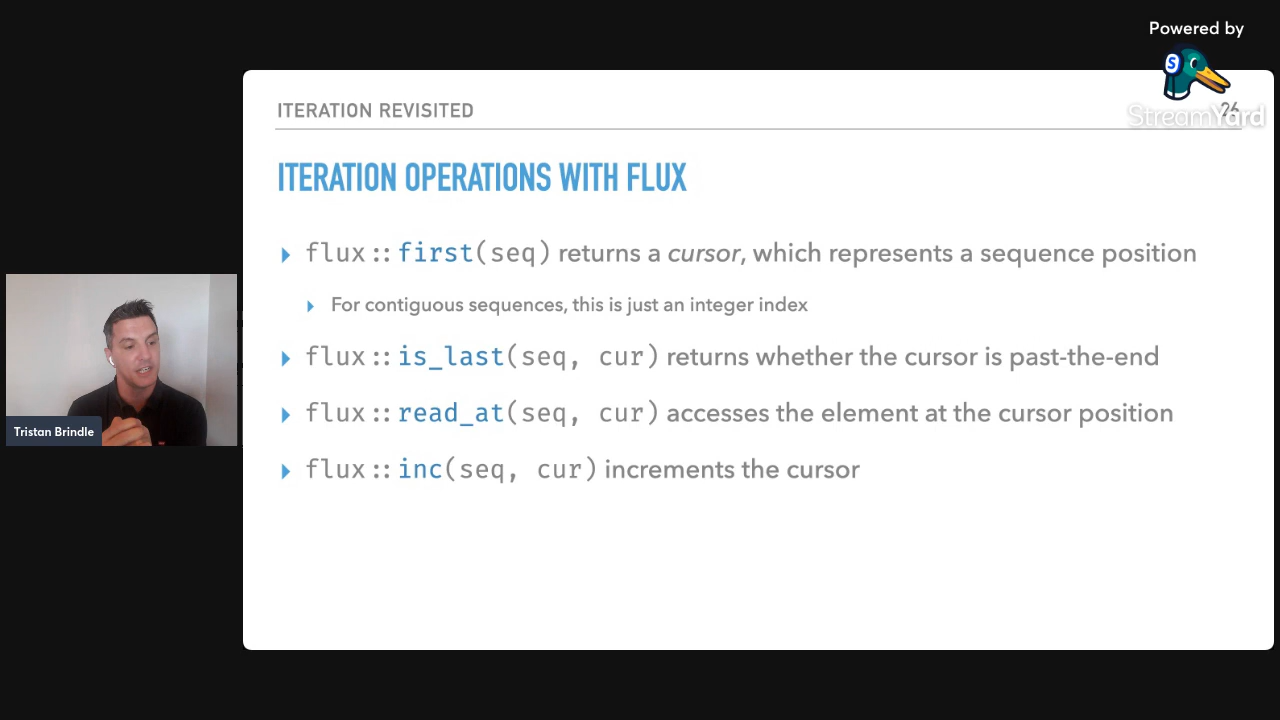 Powered by
StreamYard
ITERATION REVISITED
26
ITERATION OPERATIONS WITH FLUX
flux::first(seq) returns a cursor, which represents a sequence position
For contiguous sequences, this is just an integer index
flux::is_last(seq, cur) returns whether the cursor is past-the-end
flux::read_at(seq, cur) accesses the element at the cursor position
flux::inc(seq, cur) increments the cursor
Tristan Brindle